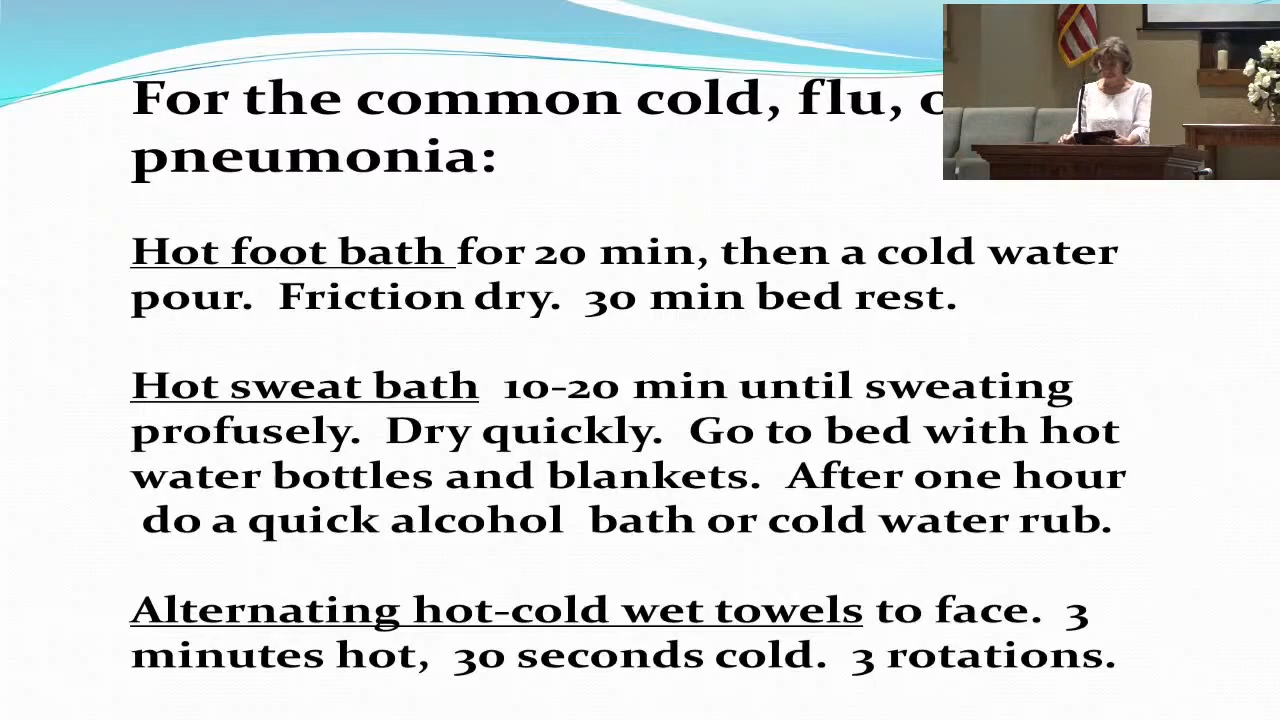 For the common cold, flu,
pneumonia:
Hot foot bath for 20 min, then a cold water
pour. Friction dry. 30 min bed rest.
Hot sweat bath 10-20 min until sweating
profusely. Dry quickly. Go to bed with hot
water bottles and blankets. After one hour
do a quick alcohol bath or cold water rub.
Alternating hot-cold wet towels to face. 3
minutes hot, 30 seconds cold. 3 rotations.